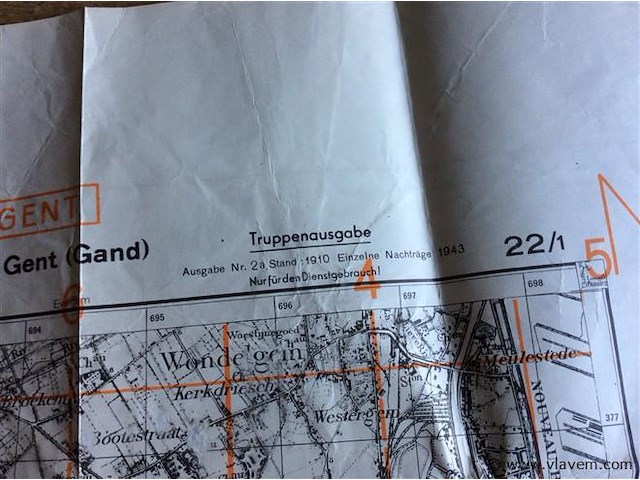 GENT
Gent (Gand)
Truppenausgabe
Ausgabe Nr. 2a, Stand: 1910 Einzelne Nachträge 1943
Nur für den Dienstgebrauch!
22/1
6
4
5
694
695
696
697
698
377
Wondelgem
Meulestede
Westergem
Zootestraat
www.vlavem.com